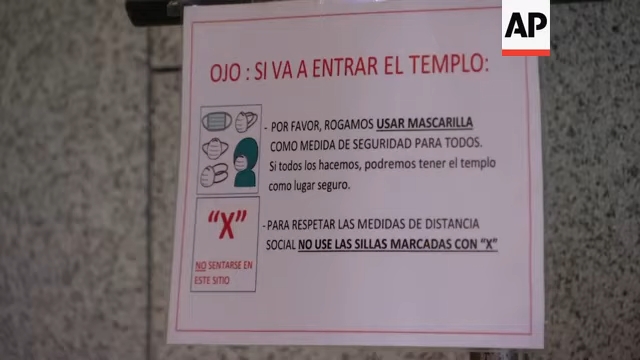 AP
OJO : SI VA A ENTRAR EL TEMPLO:
- POR FAVOR, ROGAMOS USAR MASCARILLA
COMO MEDIDA DE SEGURIDAD PARA TODOS.
Si todos los hacemos, podremos tener el templo
como lugar seguro.
"X"
NO SENTARSE EN
ESTE SITIO
-PARA RESPETAR LAS MEDIDAS DE DISTANCIA
SOCIAL NO USE LAS SILLAS MARCADAS CON "X"